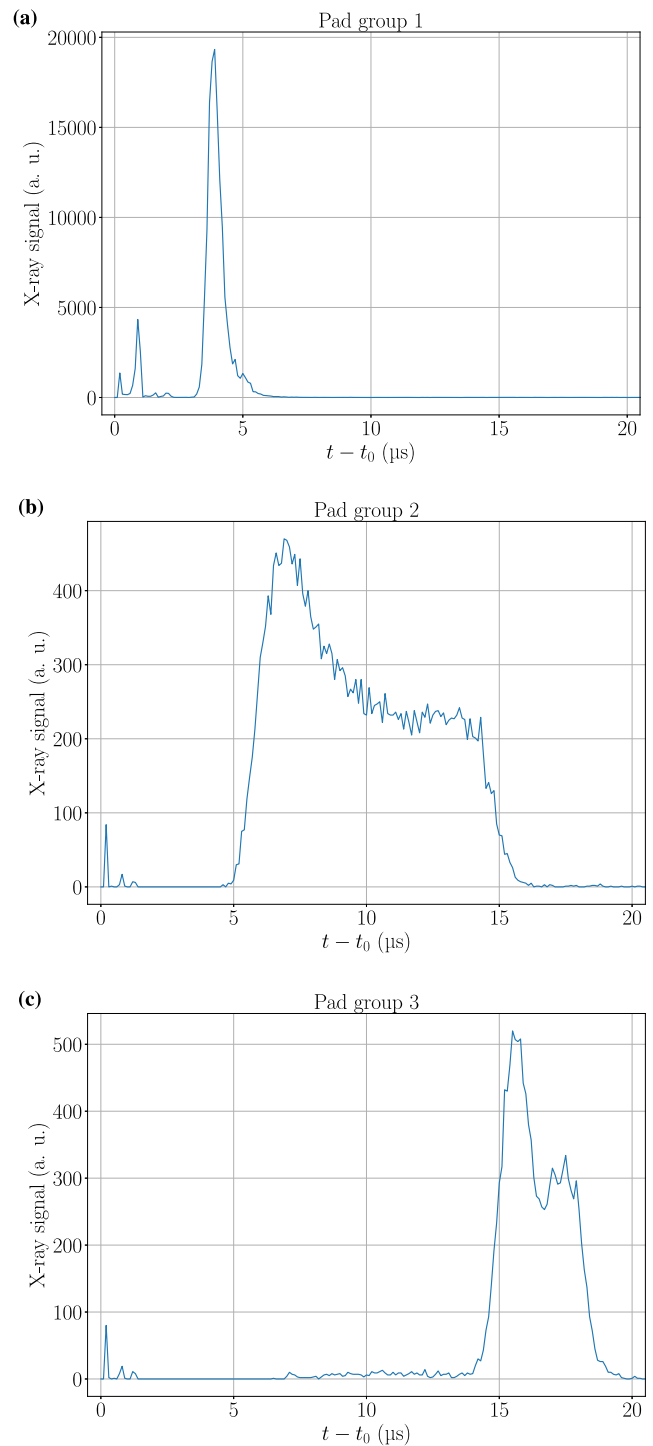 (a)
Pad group 1
20000
15000
10000
5000
0
X-ray signal (a. u.)
0 5 10 15 20
t − t₀ (µs)
(b)
Pad group 2
400
300
200
100
0
X-ray signal (a. u.)
0 5 10 15 20
t − t₀ (µs)
(c)
Pad group 3
500
400
300
200
100
0
X-ray signal (a. u.)
0 5 10 15 20
t − t₀ (µs)